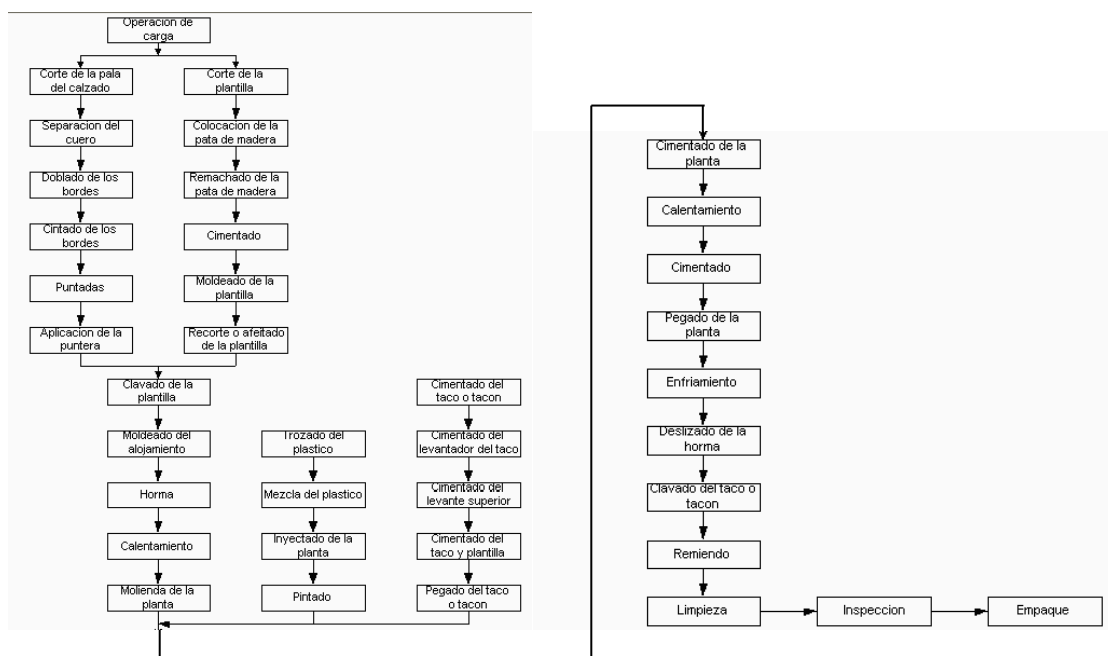 Operacion de
carga
Corte de la pala
del calzado
Corte de la
plantilla
Separacion del
cuero
Colocacion de la
pata de madera
Doblado de los
bordes
Remachado de la
pata de madera
Cintado de los
bordes
Cimentado
Puntadas
Moldeado de la
plantilla
Aplicacion de la
puntera
Recorte o afeitado
de la plantilla
Clavado de la
plantilla
Moldeado del
alojamiento
Horma
Calentamiento
Molienda de la
planta
Trozado del
plastico
Mezcla del plastico
Inyectado de la
planta
Pintado
Cimentado del
taco o tacon
Cimentado del
levantador del taco
Cimentado del
levante superior
Cimentado del
taco y plantilla
Pegado del taco
o tacon
Cimentado de la
planta
Calentamiento
Cimentado
Pegado de la
planta
Enfriamiento
Deslizado de la
horma
Clavado del taco o
tacon
Remiendo
Limpieza
Inspeccion
Empaque